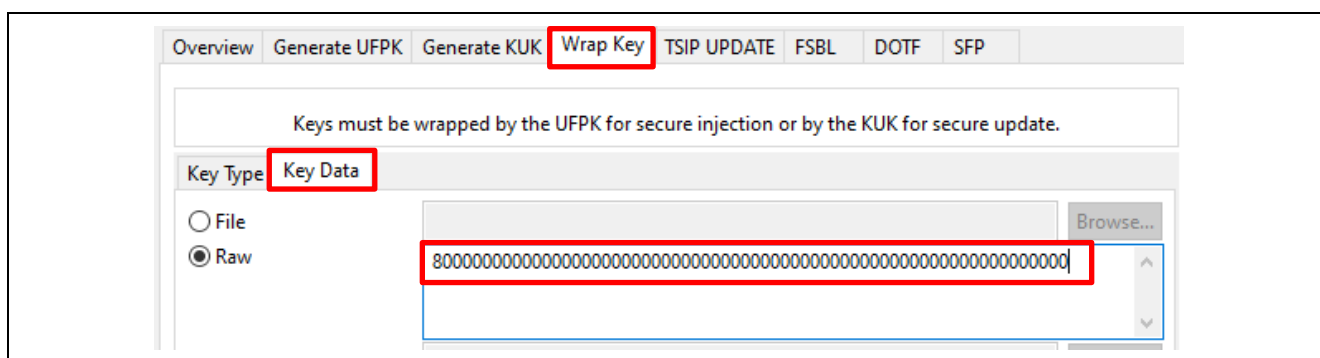 Overview Generate UFPK Generate KUK Wrap Key TSIP UPDATE FSBL DOTF SFP
Keys must be wrapped by the UFPK for secure injection or by the KUK for secure update.
Key Type Key Data
File Browse...
Raw 8000000000000000000000000000000000000000000000000000000000000000